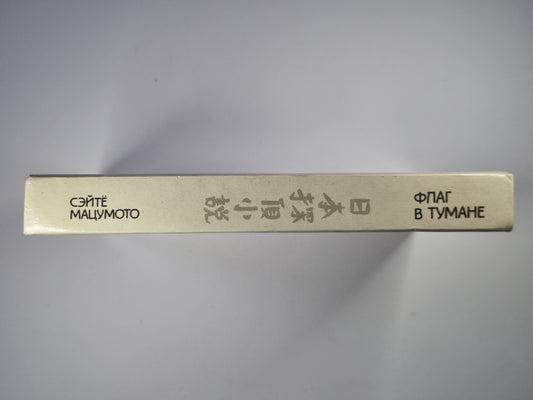 СЭЙТЁ
МАЦУМОТО
日本探偵小説
ФЛАГ
В ТУМАНЕ